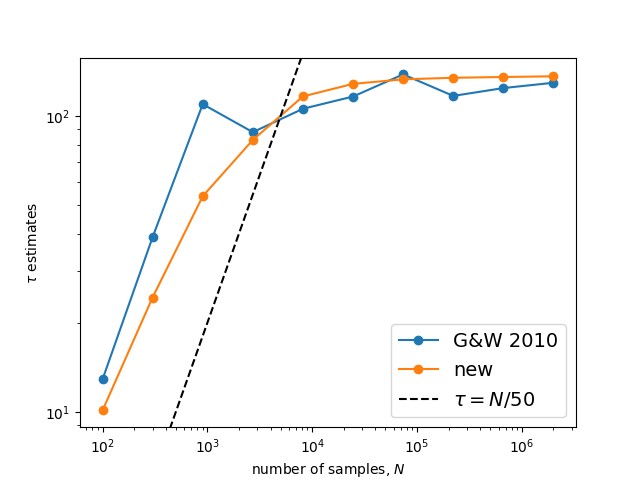 10²
τ estimates
10¹
G&W 2010
new
τ = N/50
10² 10³ 10⁴ 10⁵ 10⁶
number of samples, N